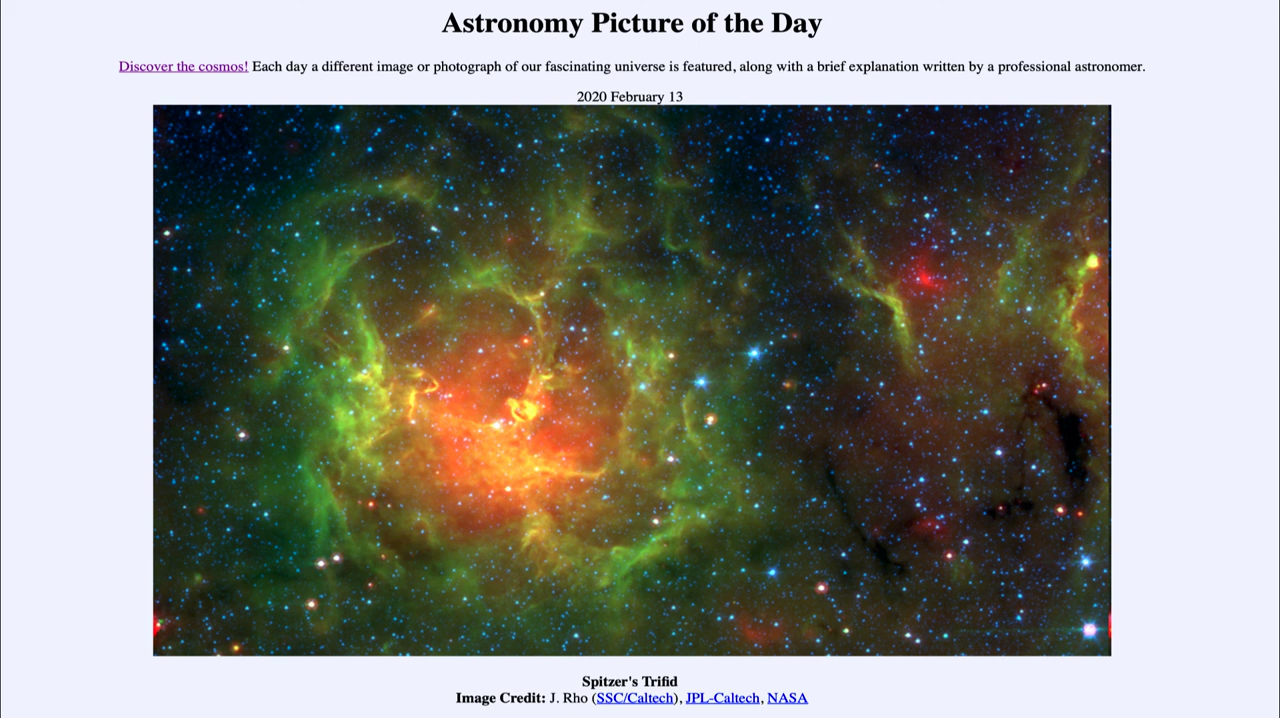 Astronomy Picture of the Day
Discover the cosmos! Each day a different image or photograph of our fascinating universe is featured, along with a brief explanation written by a professional astronomer.
2020 February 13
Spitzer's Trifid
Image Credit: J. Rho (SSC/Caltech), JPL-Caltech, NASA